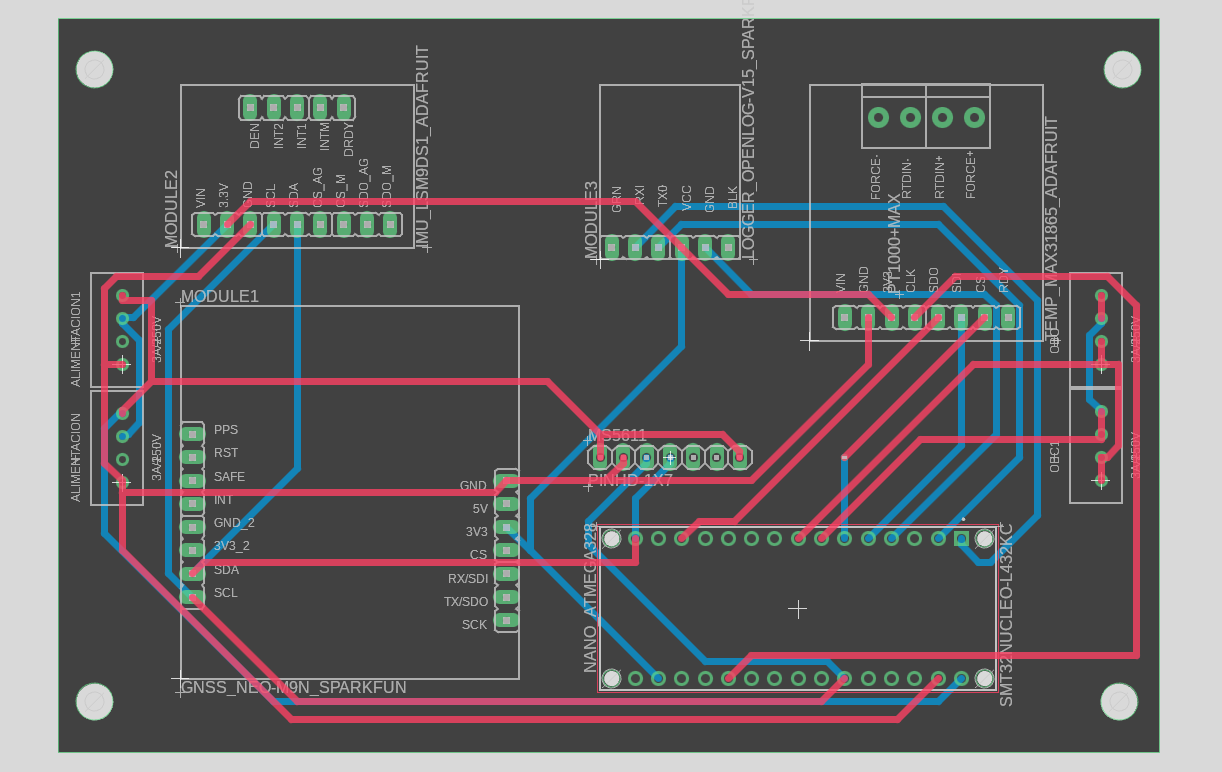 DEN
INT2
INT1
INTM
DRDY
VIN
3.3V
GND
SCL
SDA
CS_AG
CS_M
SDO_AG
SDO_M
MODULE2
IMU_LSM9DS1_ADAFRUIT
MODULE3
GRN
RXI
TX0
VCC
GND
BLK
LOGGER_OPENLOG-V15_SPARKF
FORCE-
RTDIN-
RTDIN+
FORCE+
PT1000+MAX
VIN
GND
3V3
CLK
SDO
SDI
CS
RDY
TEMP_MAX31865_ADAFRUIT
ALIMENTACION1
3A/250V
ALIMENTACION
3A/250V
MODULE1
PPS
RST
SAFE
INT
GND_2
3V3_2
SDA
SCL
GND
5V
3V3
CS
RX/SDI
TX/SDO
SCK
GNSS_NEO-M9N_SPARKFUN
MS5611
PINHD-1X7
3A/250V
OBC1
3A/250V
NANO_ATMEGA328
SMT32NUCLEO-L432KC